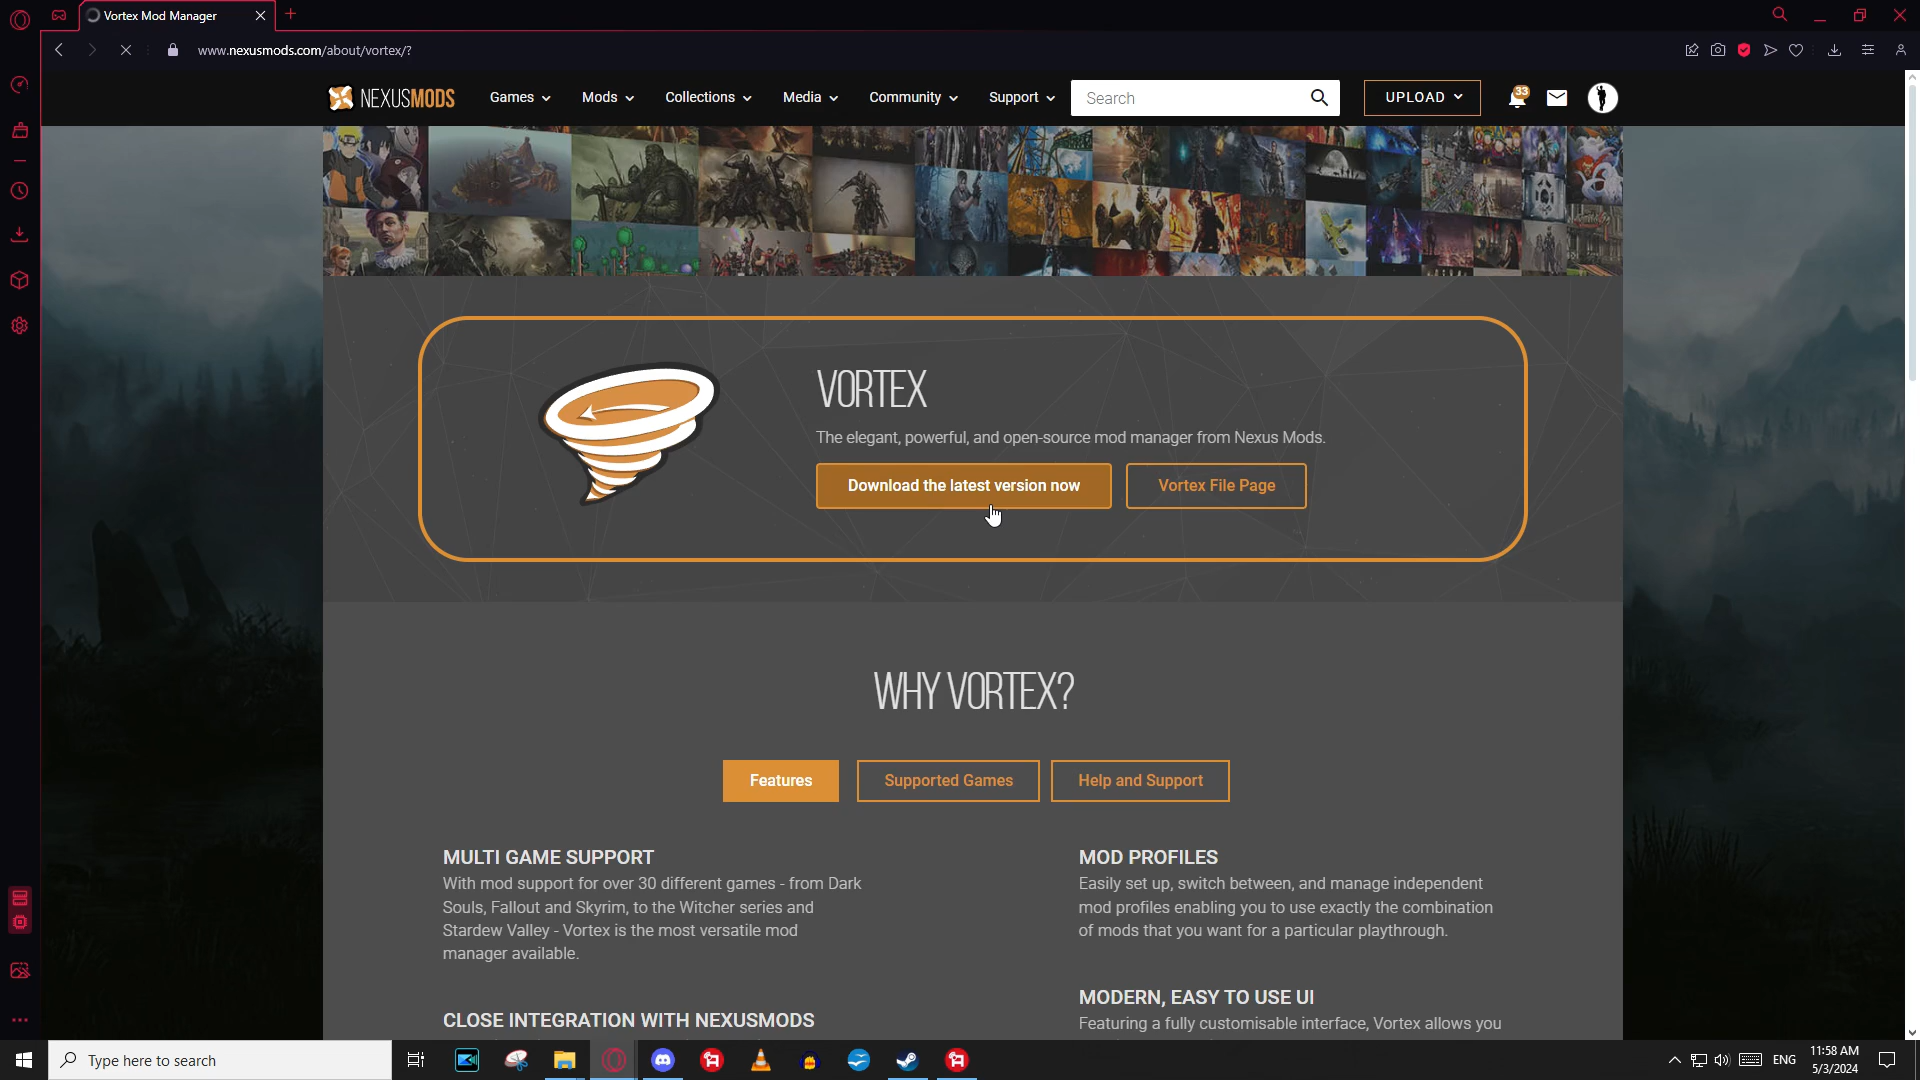 Vortex Mod Manager
www.nexusmods.com/about/vortex/?
NEXUSMODS
Games
Mods
Collections
Media
Community
Support
Search
UPLOAD
33
VORTEX
The elegant, powerful, and open-source mod manager from Nexus Mods.
Download the latest version now
Vortex File Page
WHY VORTEX?
Features
Supported Games
Help and Support
MULTI GAME SUPPORT
With mod support for over 30 different games - from Dark
Souls, Fallout and Skyrim, to the Witcher series and
Stardew Valley - Vortex is the most versatile mod
manager available.
MOD PROFILES
Easily set up, switch between, and manage independent
mod profiles enabling you to use exactly the combination
of mods that you want for a particular playthrough.
CLOSE INTEGRATION WITH NEXUSMODS
MODERN, EASY TO USE UI
Featuring a fully customisable interface, Vortex allows you
Type here to search
ENG
11:58 AM
5/3/2024